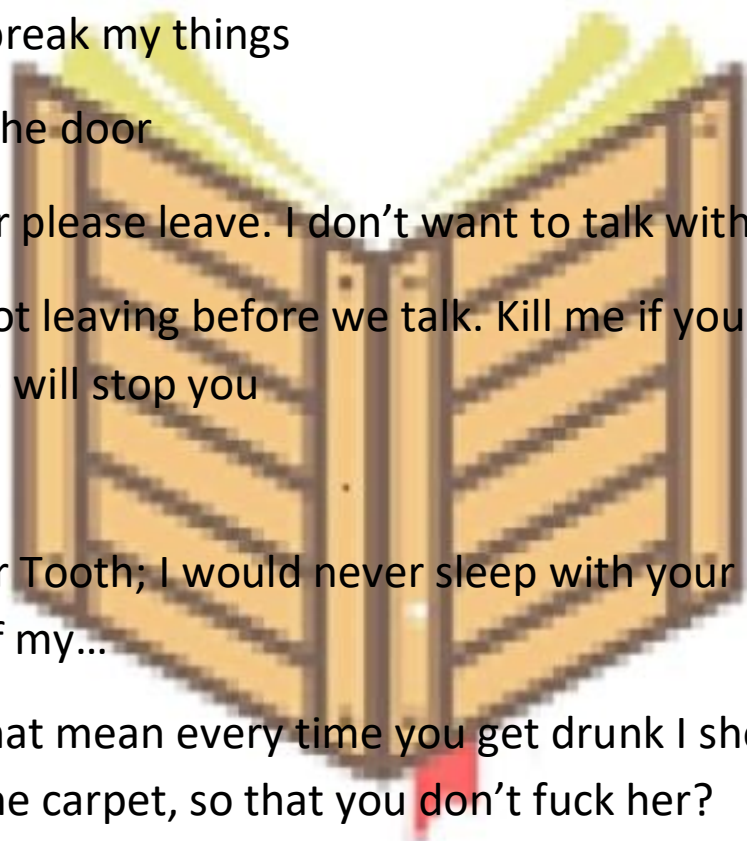 break my things
he door
r please leave. I don’t want to talk with
ot leaving before we talk. Kill me if you
will stop you
r Tooth; I would never sleep with your
f my…
hat mean every time you get drunk I sh
he carpet, so that you don’t fuck her?